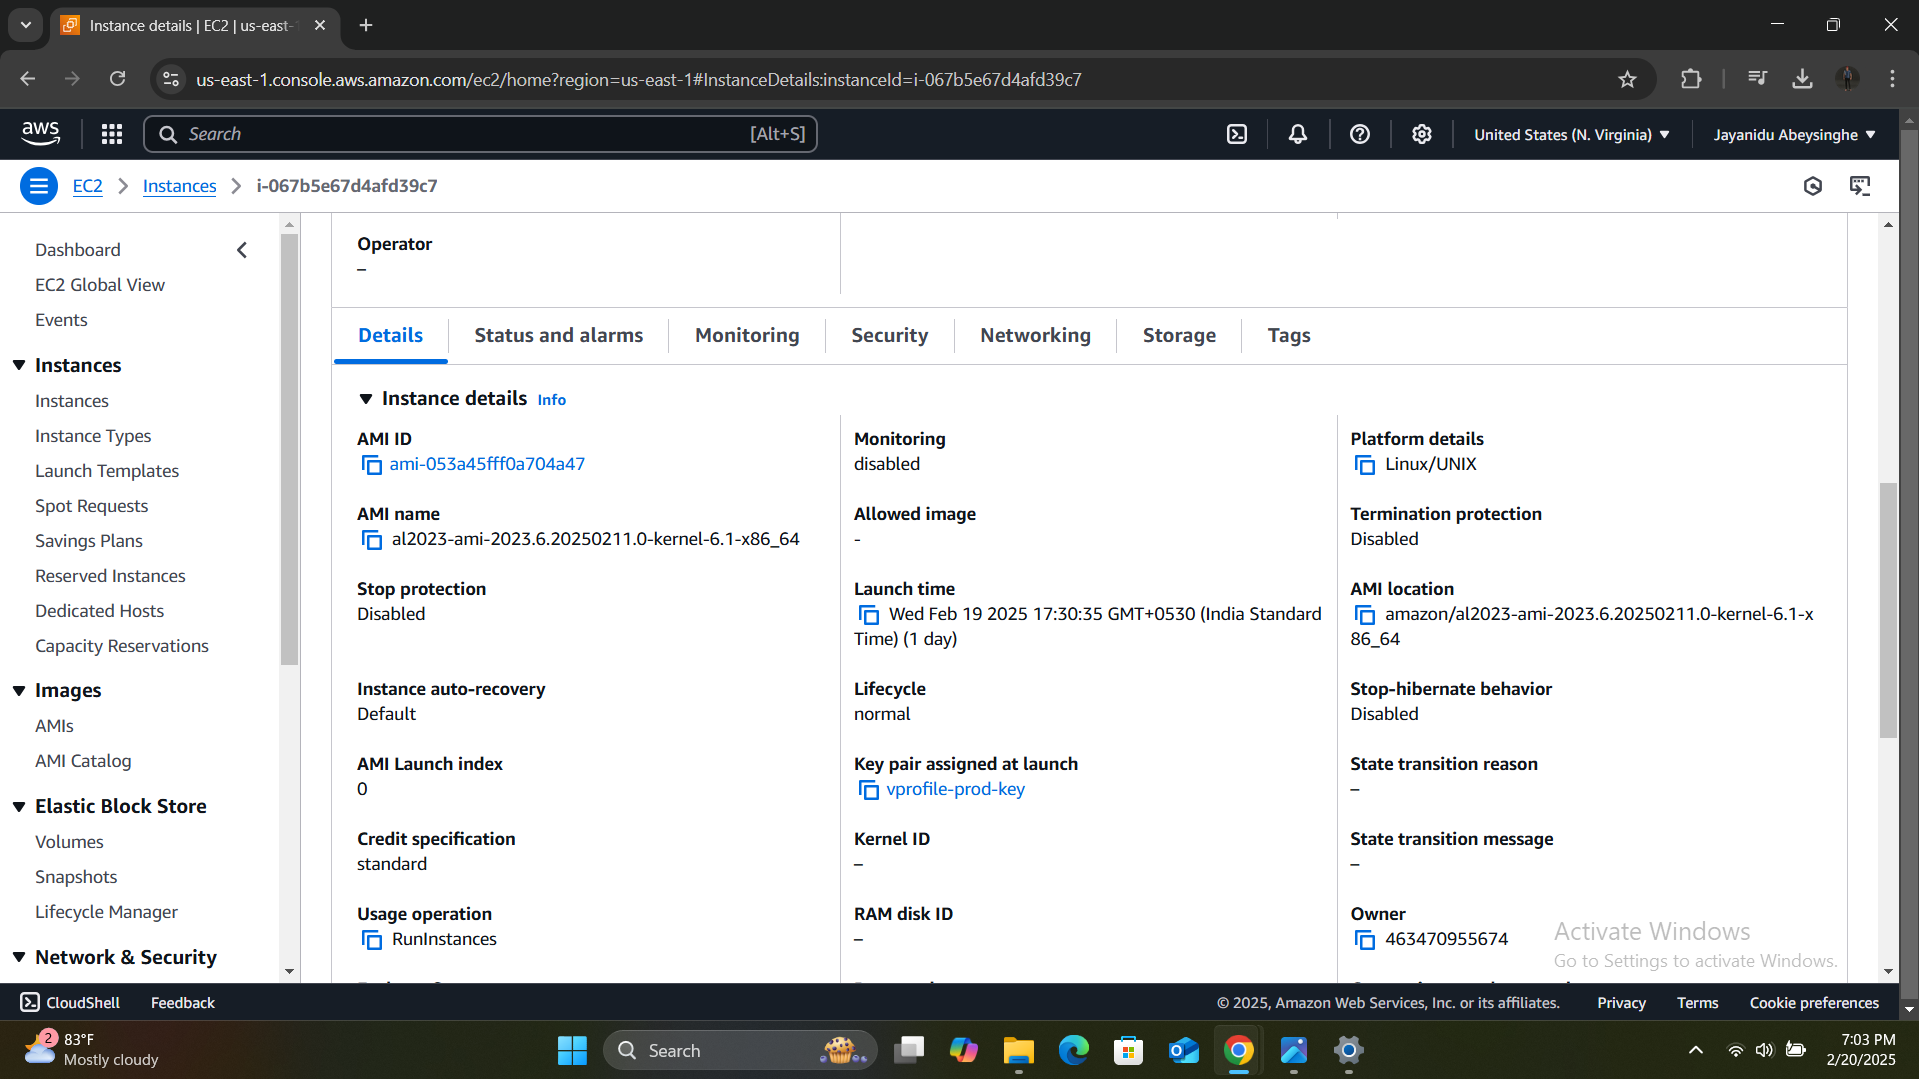 Instance details | EC2 | us-east-
us-east-1.console.aws.amazon.com/ec2/home?region=us-east-1#InstanceDetails:instanceId=i-067b5e67d4afd39c7
aws
Search
[Alt+S]
United States (N. Virginia)
Jayanidu Abeysinghe
EC2
Instances
i-067b5e67d4afd39c7
Dashboard
EC2 Global View
Events
Instances
Instances
Instance Types
Launch Templates
Spot Requests
Savings Plans
Reserved Instances
Dedicated Hosts
Capacity Reservations
Images
AMIs
AMI Catalog
Elastic Block Store
Volumes
Snapshots
Lifecycle Manager
Network & Security
Operator
–
Details
Status and alarms
Monitoring
Security
Networking
Storage
Tags
Instance details Info
AMI ID
ami-053a45fff0a704a47
AMI name
al2023-ami-2023.6.20250211.0-kernel-6.1-x86_64
Stop protection
Disabled
Instance auto-recovery
Default
AMI Launch index
0
Credit specification
standard
Usage operation
RunInstances
Monitoring
disabled
Allowed image
-
Launch time
Wed Feb 19 2025 17:30:35 GMT+0530 (India Standard
Time) (1 day)
Lifecycle
normal
Key pair assigned at launch
vprofile-prod-key
Kernel ID
–
RAM disk ID
–
Platform details
Linux/UNIX
Termination protection
Disabled
AMI location
amazon/al2023-ami-2023.6.20250211.0-kernel-6.1-x
86_64
Stop-hibernate behavior
Disabled
State transition reason
–
State transition message
–
Owner
463470955674
Activate Windows
Go to Settings to activate Windows.
CloudShell
Feedback
© 2025, Amazon Web Services, Inc. or its affiliates.
Privacy
Terms
Cookie preferences
2
83°F
Mostly cloudy
Search
7:03 PM
2/20/2025